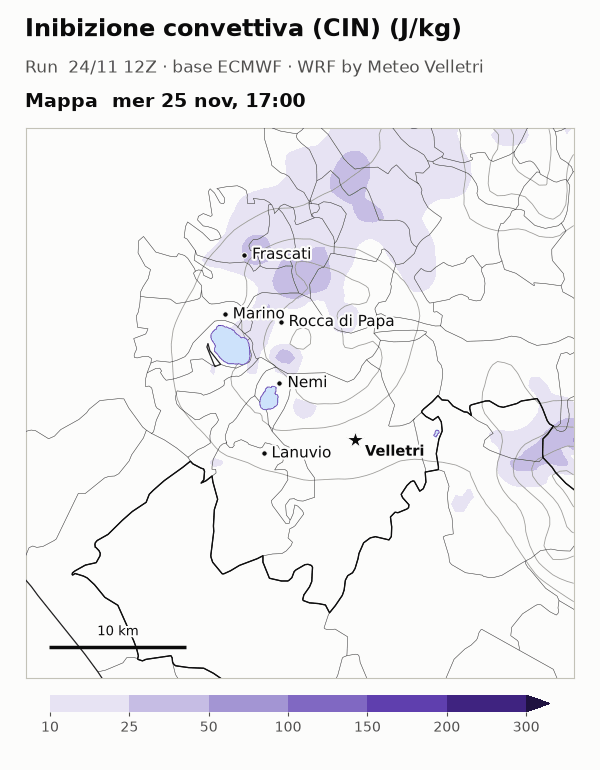 Inibizione convettiva (CIN) (J/kg)
Run  24/11 12Z · base ECMWF · WRF by Meteo Velletri
Mappa  mer 25 nov, 17:00
Frascati
Marino
Rocca di Papa
Nemi
Velletri
Lanuvio
10 km
10 25 50 100 150 200 300